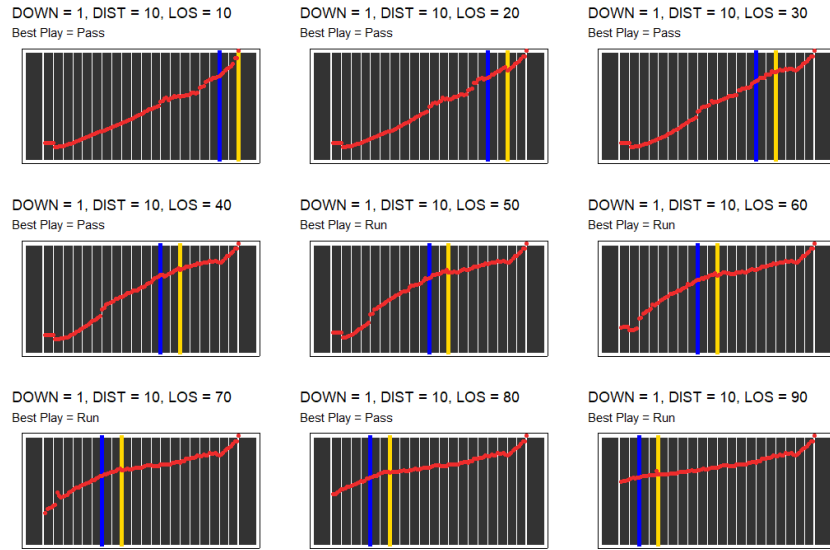 DOWN = 1, DIST = 10, LOS = 10
Best Play = Pass
DOWN = 1, DIST = 10, LOS = 20
Best Play = Pass
DOWN = 1, DIST = 10, LOS = 30
Best Play = Pass
DOWN = 1, DIST = 10, LOS = 40
Best Play = Pass
DOWN = 1, DIST = 10, LOS = 50
Best Play = Run
DOWN = 1, DIST = 10, LOS = 60
Best Play = Run
DOWN = 1, DIST = 10, LOS = 70
Best Play = Run
DOWN = 1, DIST = 10, LOS = 80
Best Play = Pass
DOWN = 1, DIST = 10, LOS = 90
Best Play = Run